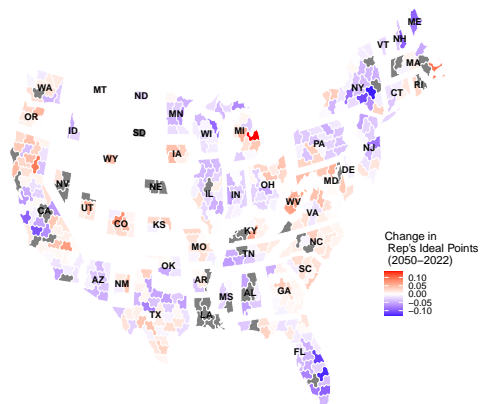 ME
VT NH
WA MT ND NY MA
OR MN CT RI
ID SD WI MI PA NJ
WY IA
NV NE IL IN OH DE
MD
CA UT CO KS WV
VA
MO KY
NC
AZ NM OK AR TN
SC
TX LA MS AL GA
FL
Change in
Rep's Ideal Points
(2050−2022)
0.10
0.05
0.00
−0.05
−0.10